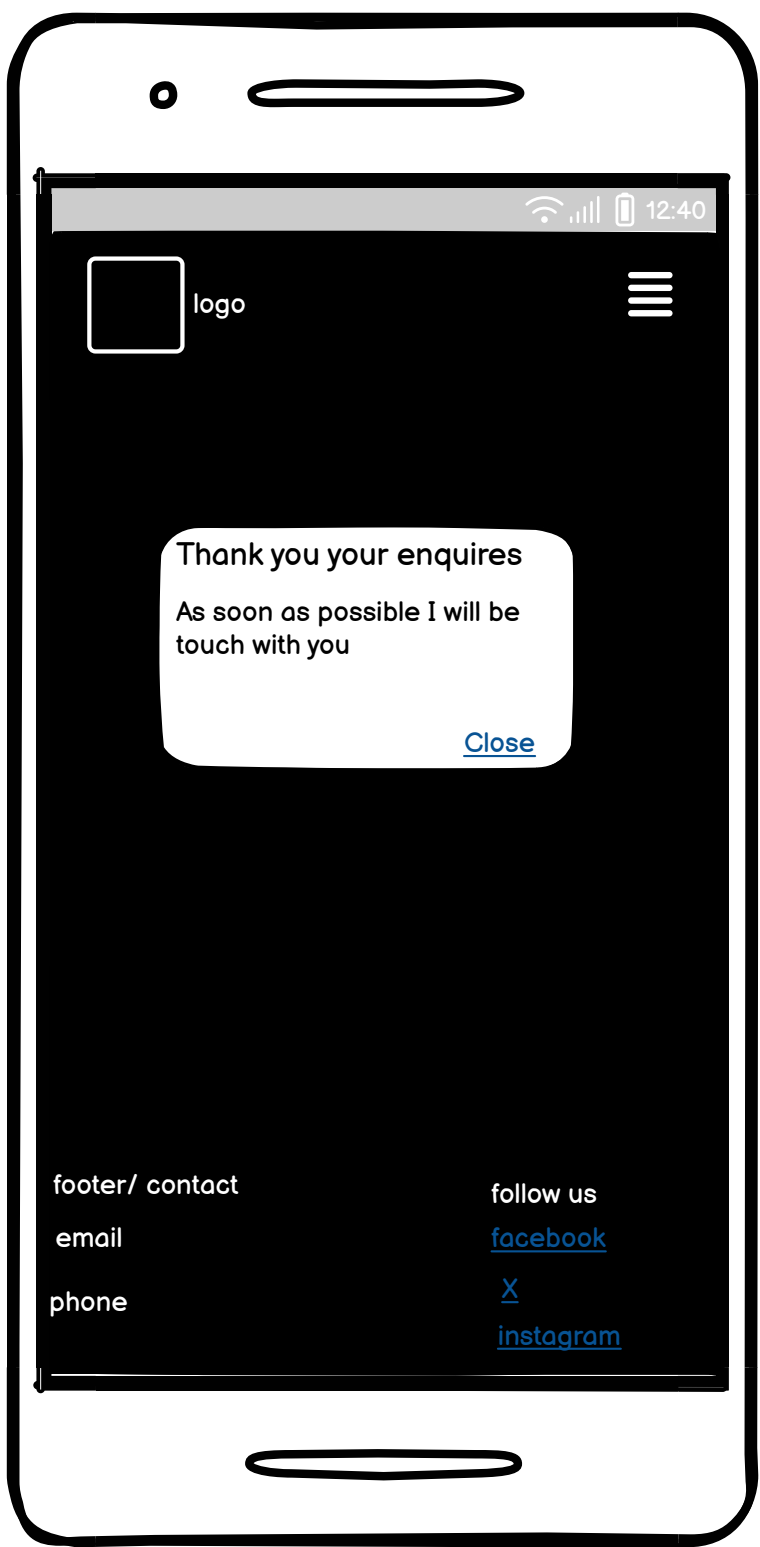 12:40
logo
Thank you your enquires
As soon as possible I will be
touch with you
Close
footer/ contact
email
phone
follow us
facebook
X
instagram